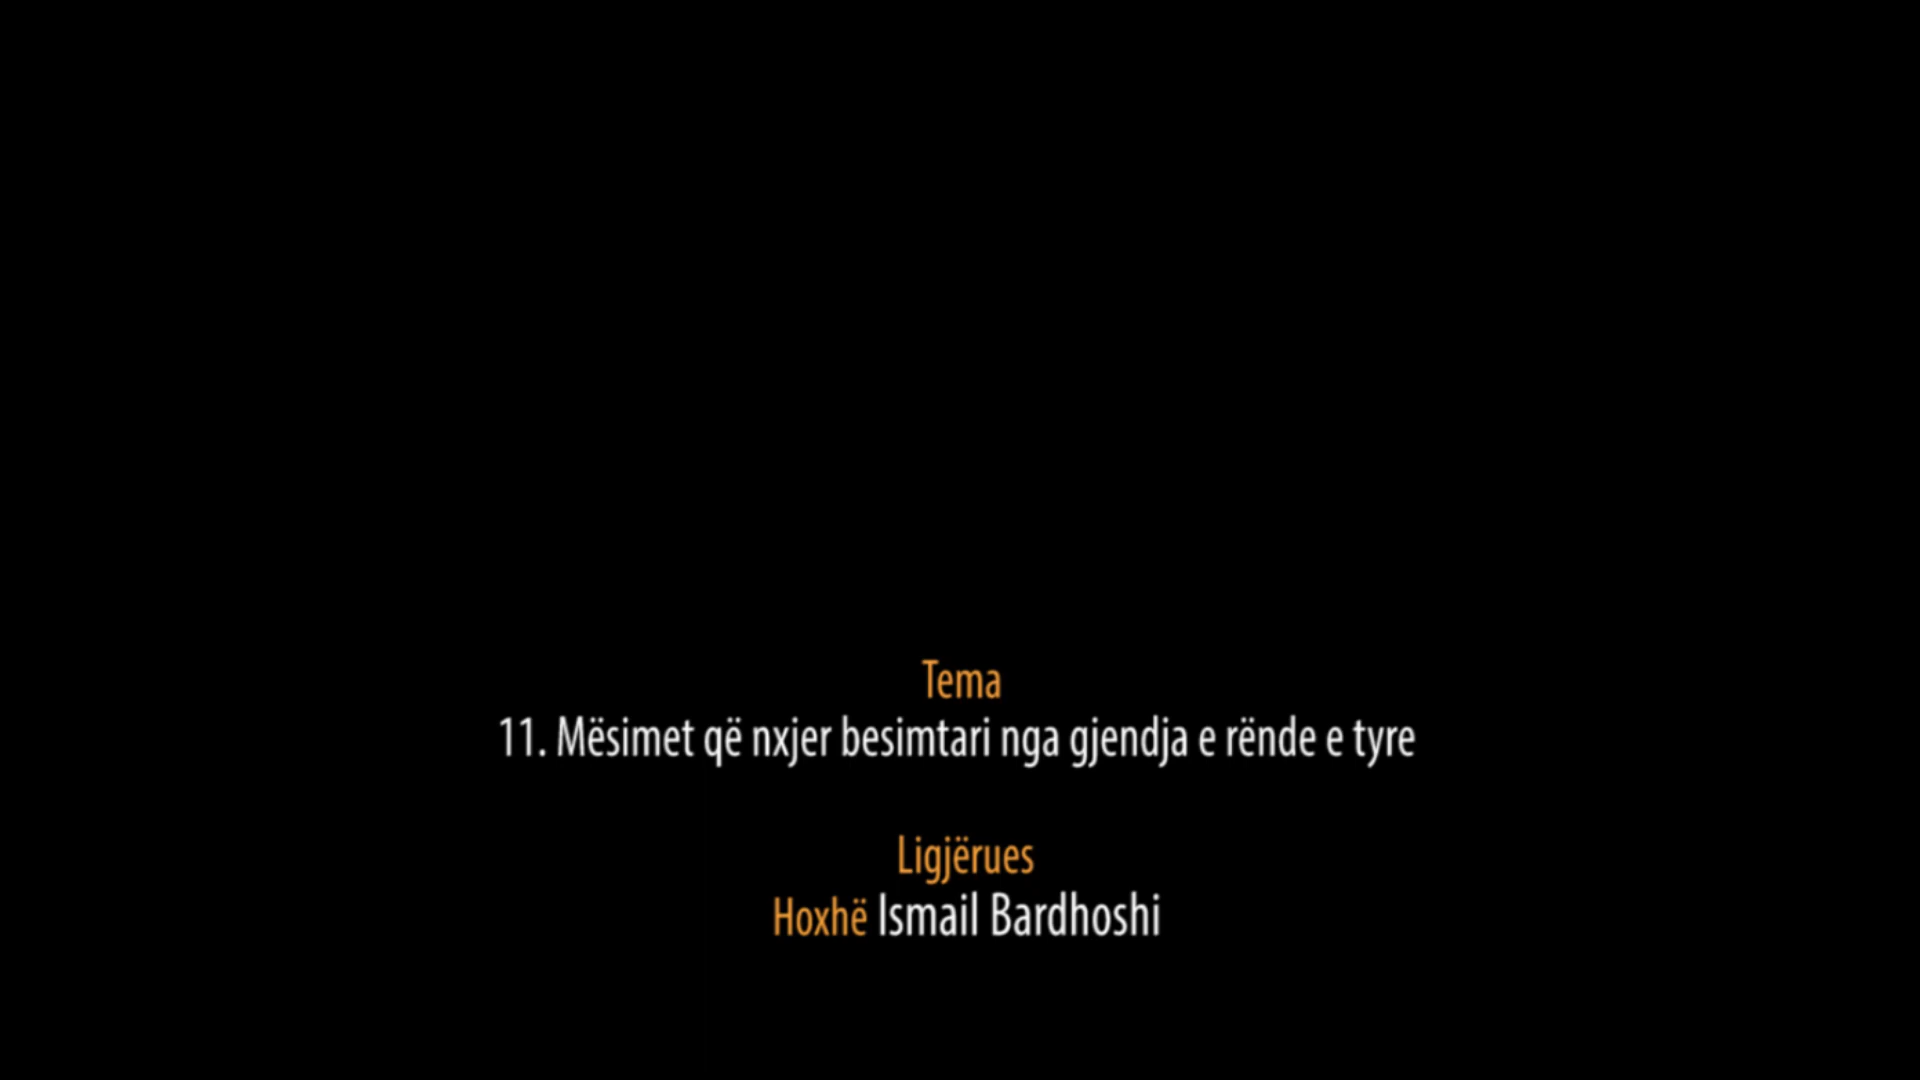 Tema
11. Mësimet që nxjer besimtari nga gjendja e rënde e tyre
Ligjërues
Hoxhë Ismail Bardhoshi